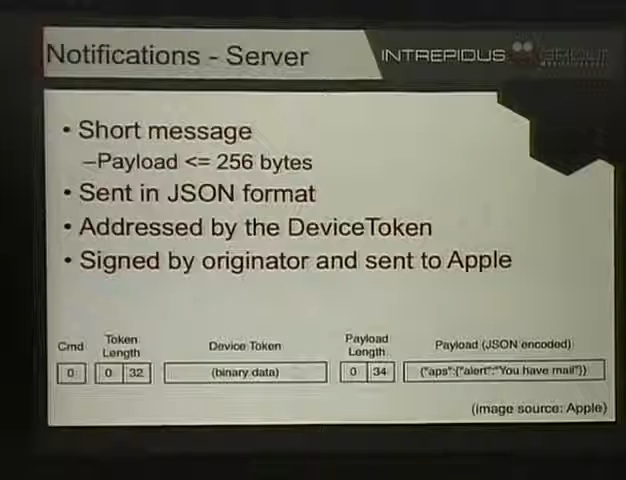 Notifications - Server
INTREPIDUS GROUP
• Short message
–Payload <= 256 bytes
• Sent in JSON format
• Addressed by the DeviceToken
• Signed by originator and sent to Apple
Cmd
Token Length
Device Token
Payload Length
Payload (JSON encoded)
0
0 32
(binary data)
0 34
{"aps":{"alert":"You have mail"}}
(image source: Apple)